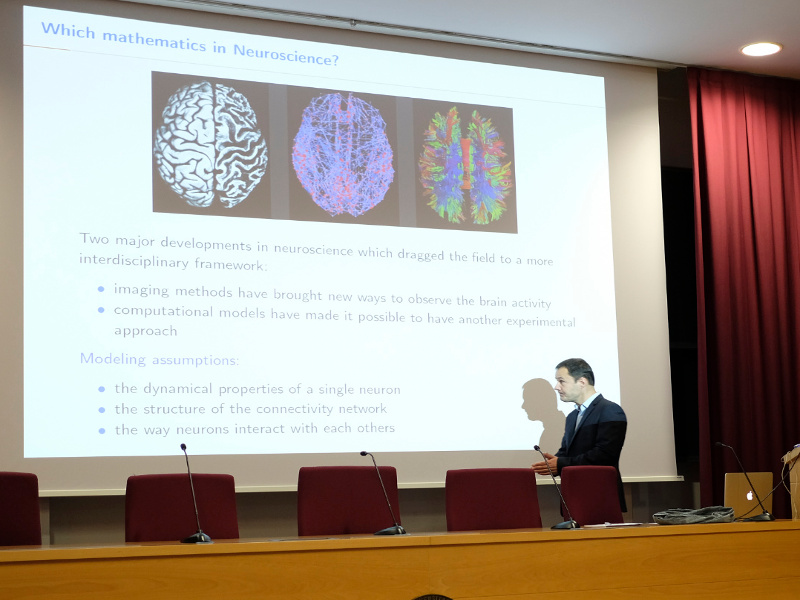 Which mathematics in Neuroscience?
Two major developments in neuroscience which dragged the field to a more
interdisciplinary framework:
• imaging methods have brought new ways to observe the brain activity
• computational models have made it possible to have another experimental
approach
Modeling assumptions:
• the dynamical properties of a single neuron
• the structure of the connectivity network
• the way neurons interact with each others